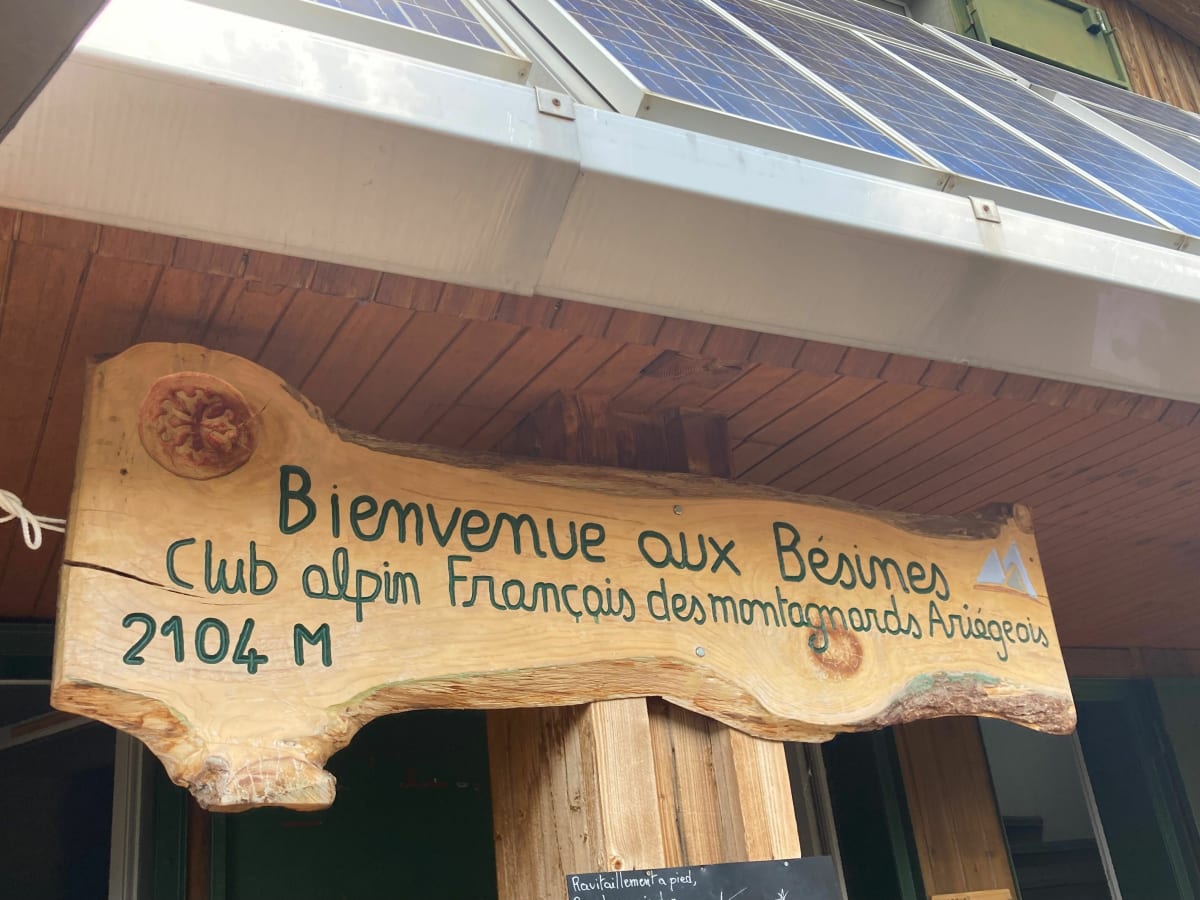 Bienvenue aux Bésines
Club alpin Français des montagnards Ariégeois
2104 M
Ravitaillement a pied,